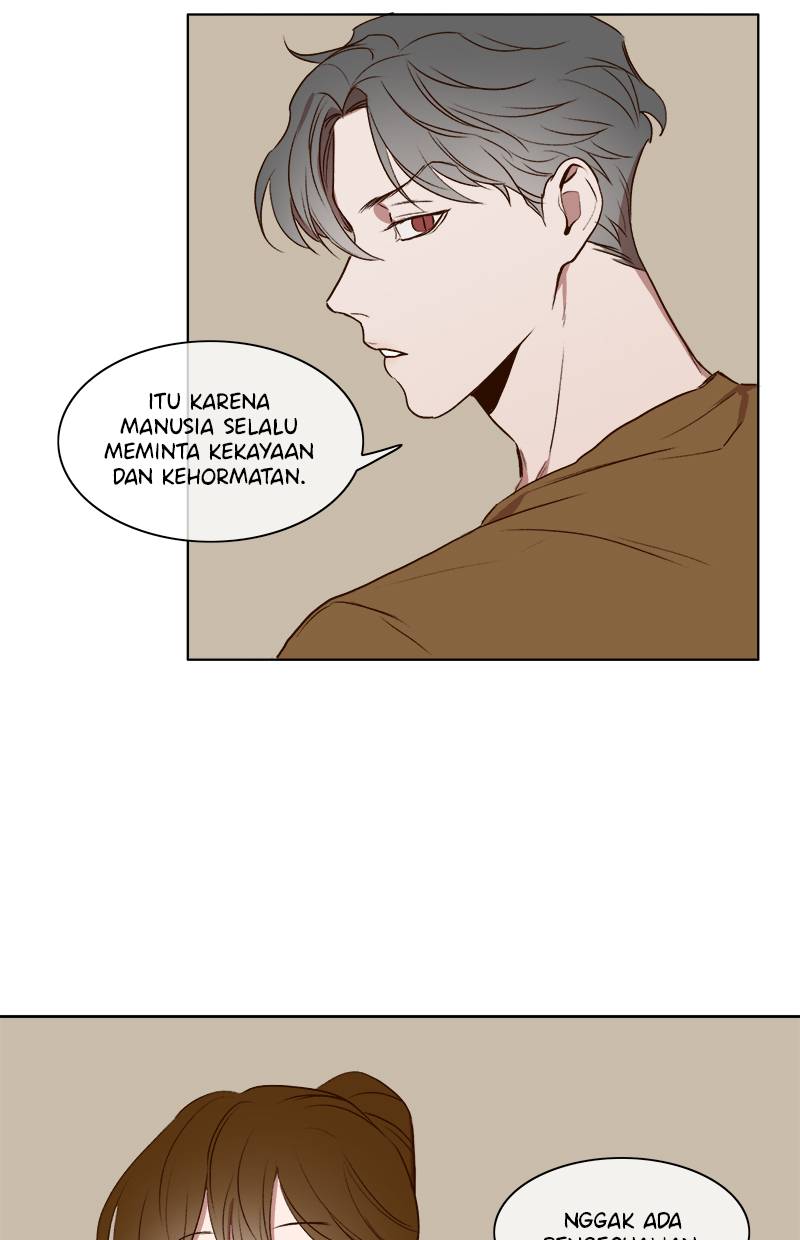 ITU KARENA
MANUSIA SELALU
MEMINTA KEKAYAAN
DAN KEHORMATAN.
NGGAK ADA